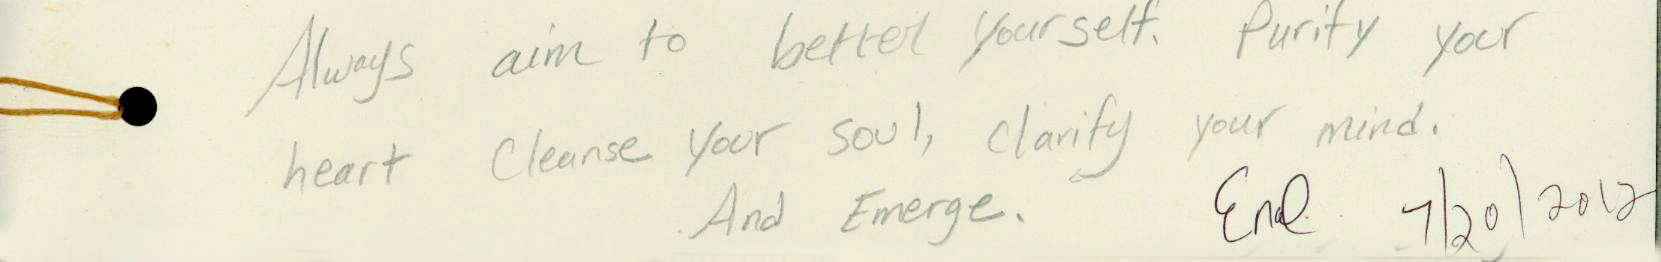 Always aim to better yourself. Purify your
heart Cleanse your soul, clarify your mind.
And Emerge.
End 7/20/2012